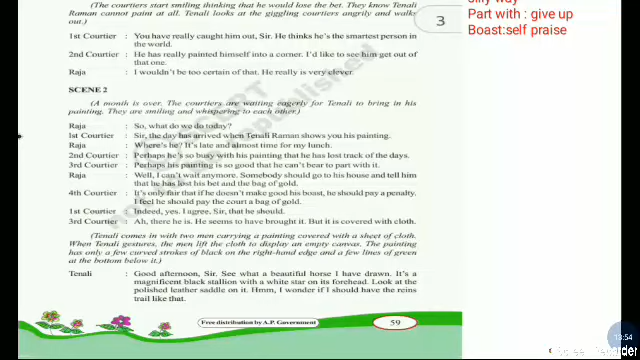 (The courtiers start smiling thinking that he would lose the bet. They know Tenali
Raman cannot paint at all. Tenali looks at the giggling courtiers angrily and walks
out.)
1st Courtier : You have really caught him out, Sir. He thinks he's the smartest person in
the world.
2nd Courtier : He has really painted himself into a corner. I'd like to see him get out of
that one.
Raja : I wouldn't be too certain of that. He really is very clever.
SCENE 2
(A month is over. The courtiers are waiting eagerly for Tenali to bring in his
painting. They are smiling and whispering to each other.)
Raja : So, what do we do today?
1st Courtier : Sir, the day has arrived when Tenali Raman shows you his painting.
Raja : Where's he? It's late and almost time for my lunch.
2nd Courtier : Perhaps he's so busy with his painting that he has lost track of the days.
3rd Courtier : Perhaps his painting is so good that he can't bear to part with it.
Raja : Well, I can't wait anymore. Somebody should go to his house and tell him
that he has lost his bet and the bag of gold.
4th Courtier : It's only fair that if he doesn't make good his boast, he should pay a penalty.
I feel he should pay the court a bag of gold.
1st Courtier : Indeed, yes. I agree, Sir, that he should.
3rd Courtier : Ah, there he is. He seems to have brought it. But it is covered with cloth.
(Tenali comes in with two men carrying a painting covered with a sheet of cloth.
When Tenali gestures, the men lift the cloth to display an empty canvas. The painting
has only a few curved strokes of black on the right-hand edge and a few lines of green
at the bottom below it.)
Tenali : Good afternoon, Sir. See what a beautiful horse I have drawn. It's a
magnificent black stallion with a white star on its forehead. Look at the
polished leather saddle on it. Hmm, I wonder if I should have the reins
trail like that.
Free distribution by A.P. Government
59
3
silly way
Part with : give up
Boast:self praise
13:54
Screen Recorder